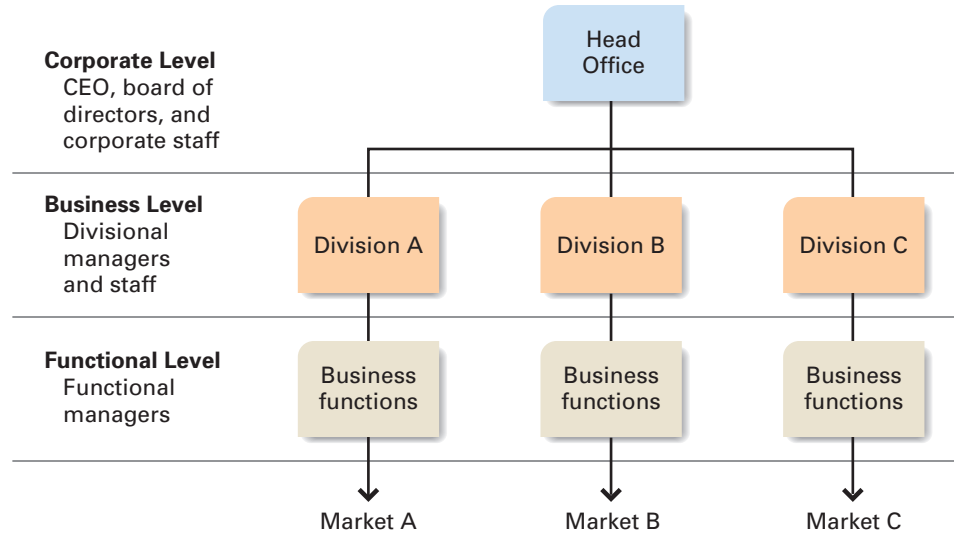 Head
Office
Corporate Level
CEO, board of
directors, and
corporate staff
Business Level
Divisional
managers
and staff
Division A
Division B
Division C
Functional Level
Functional
managers
Business
functions
Business
functions
Business
functions
Market A
Market B
Market C